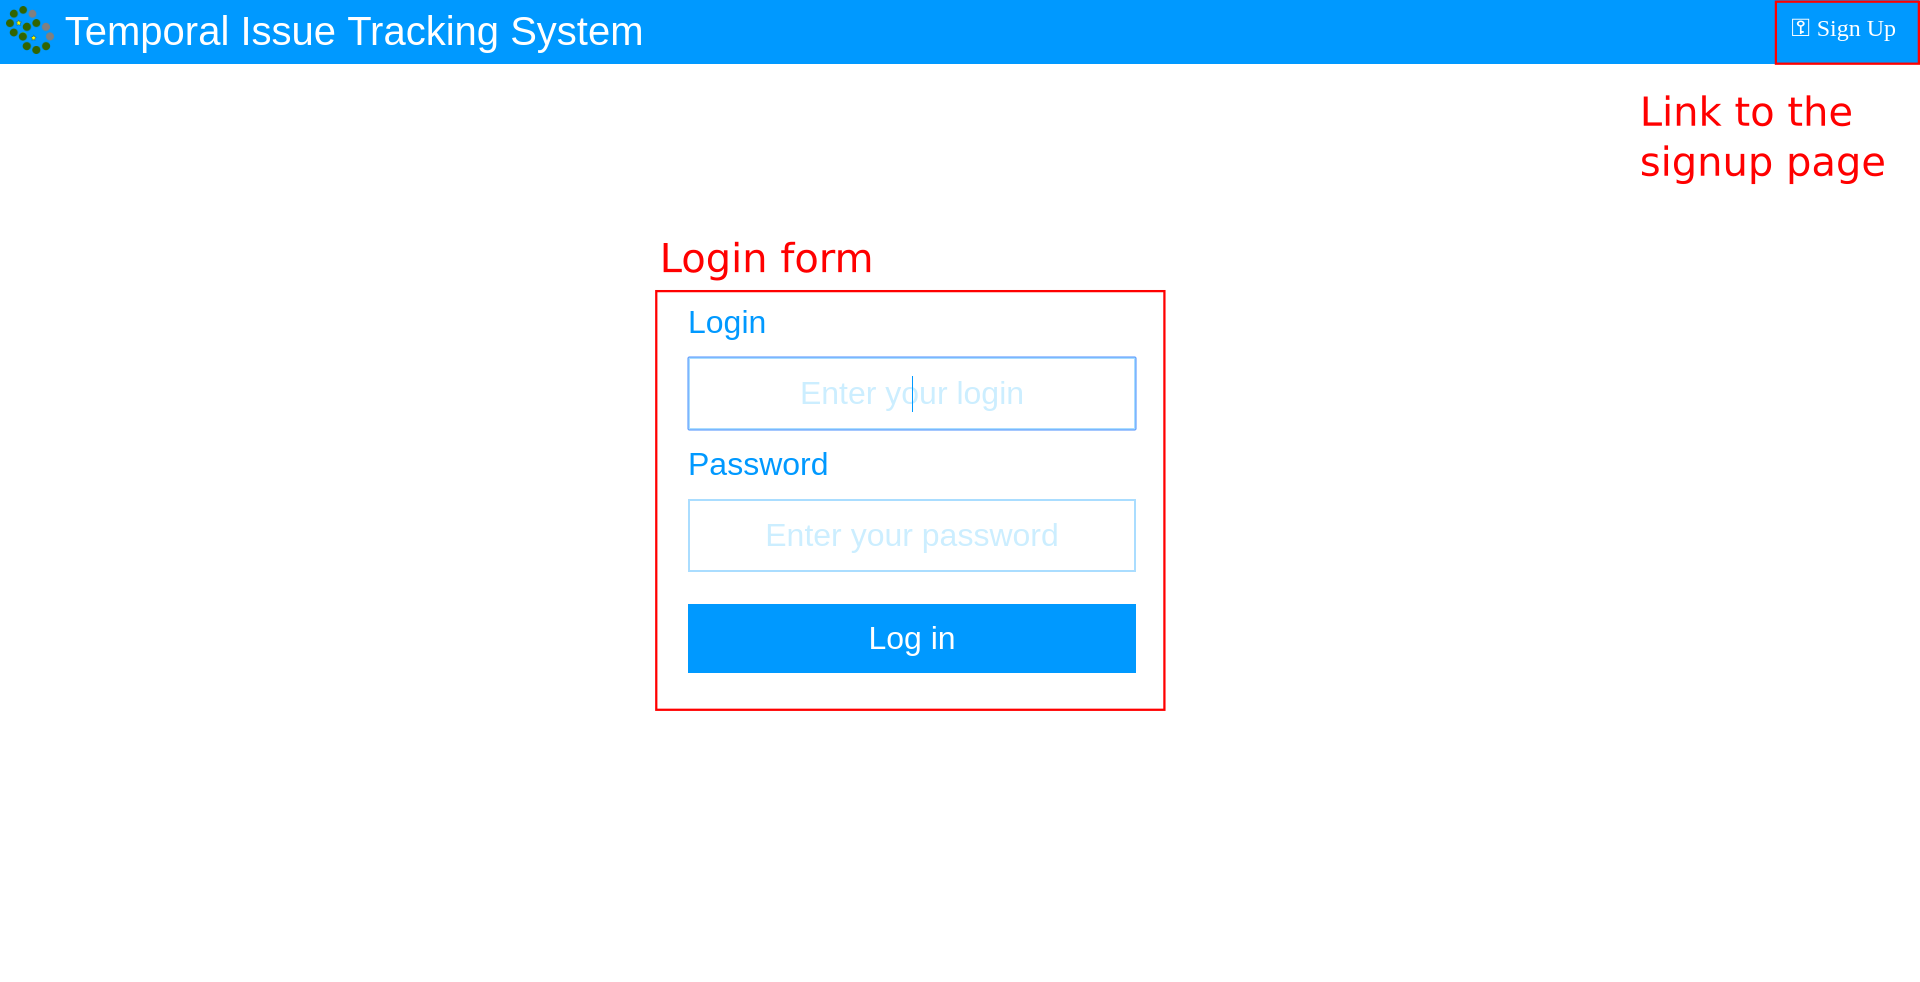 Temporal Issue Tracking System
⚿ Sign Up
Link to the
signup page
Login form
Login
Enter your login
Password
Enter your password
Log in